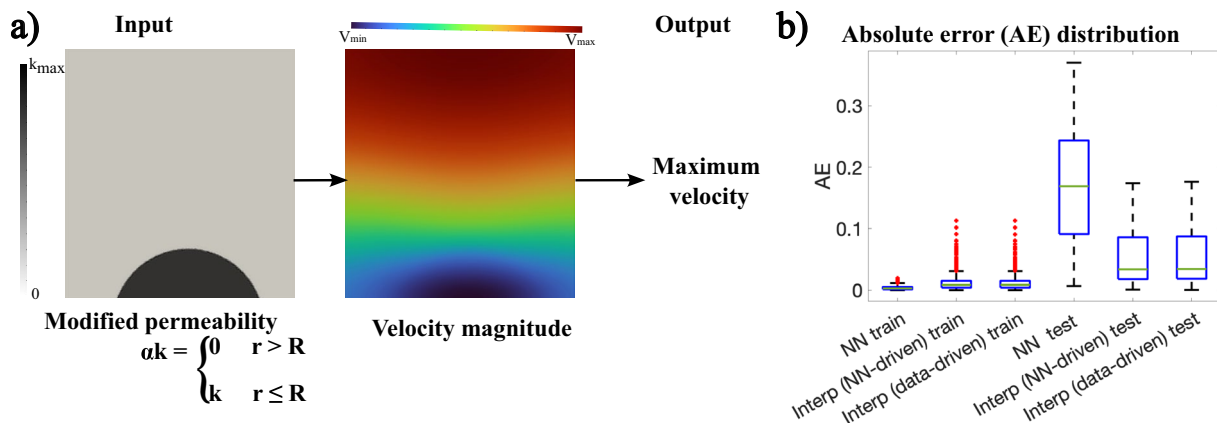 a)
Input
Output
Vmin
Vmax
kmax
0
Maximum
velocity
Modified permeability
Velocity magnitude
αk = { 0 r > R
k r ≤ R
b)
Absolute error (AE) distribution
AE
0.3
0.2
0.1
0
NN train
Interp (NN-driven) train
Interp (data-driven) train
NN test
Interp (NN-driven) test
Interp (data-driven) test